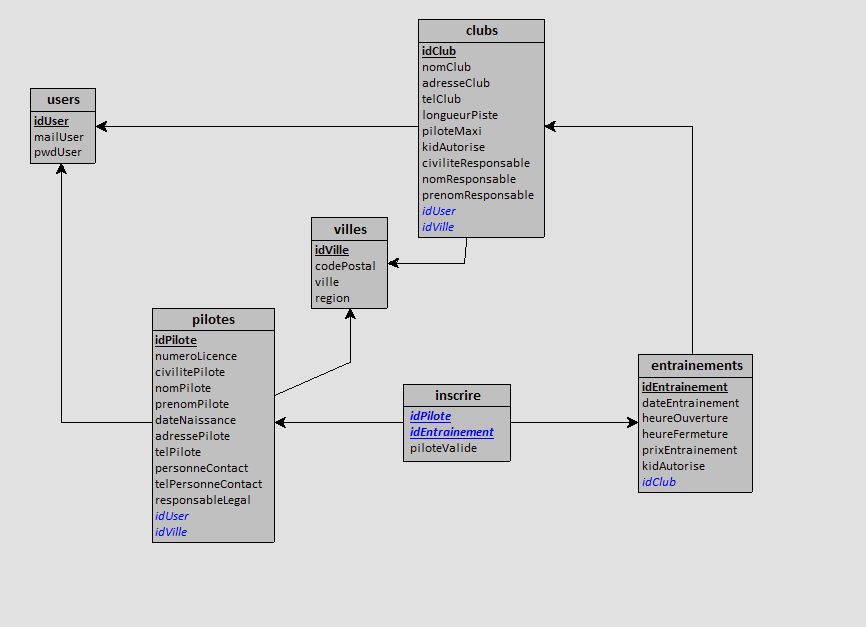 clubs
idClub
nomClub
adresseClub
telClub
longueurPiste
piloteMaxi
kidAutorise
civiliteResponsable
nomResponsable
prenomResponsable
idUser
idVille
users
idUser
mailUser
pwdUser
villes
idVille
codePostal
ville
region
pilotes
idPilote
numeroLicence
civilitePilote
nomPilote
prenomPilote
dateNaissance
adressePilote
telPilote
personneContact
telPersonneContact
responsableLegal
idUser
idVille
inscrire
idPilote
idEntrainement
piloteValide
entrainements
idEntrainement
dateEntrainement
heureOuverture
heureFermeture
prixEntrainement
kidAutorise
idClub